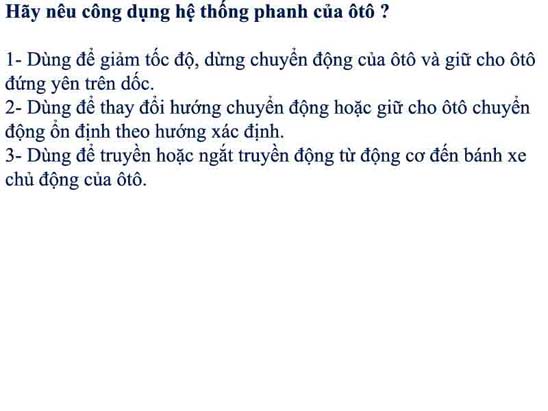 Hãy nêu công dụng hệ thống phanh của ôtô ?
1- Dùng để giảm tốc độ, dừng chuyển động của ôtô và giữ cho ôtô
đứng yên trên dốc.
2- Dùng để thay đổi hướng chuyển động hoặc giữ cho ôtô chuyển
động ổn định theo hướng xác định.
3- Dùng để truyền hoặc ngắt truyền động từ động cơ đến bánh xe
chủ động của ôtô.